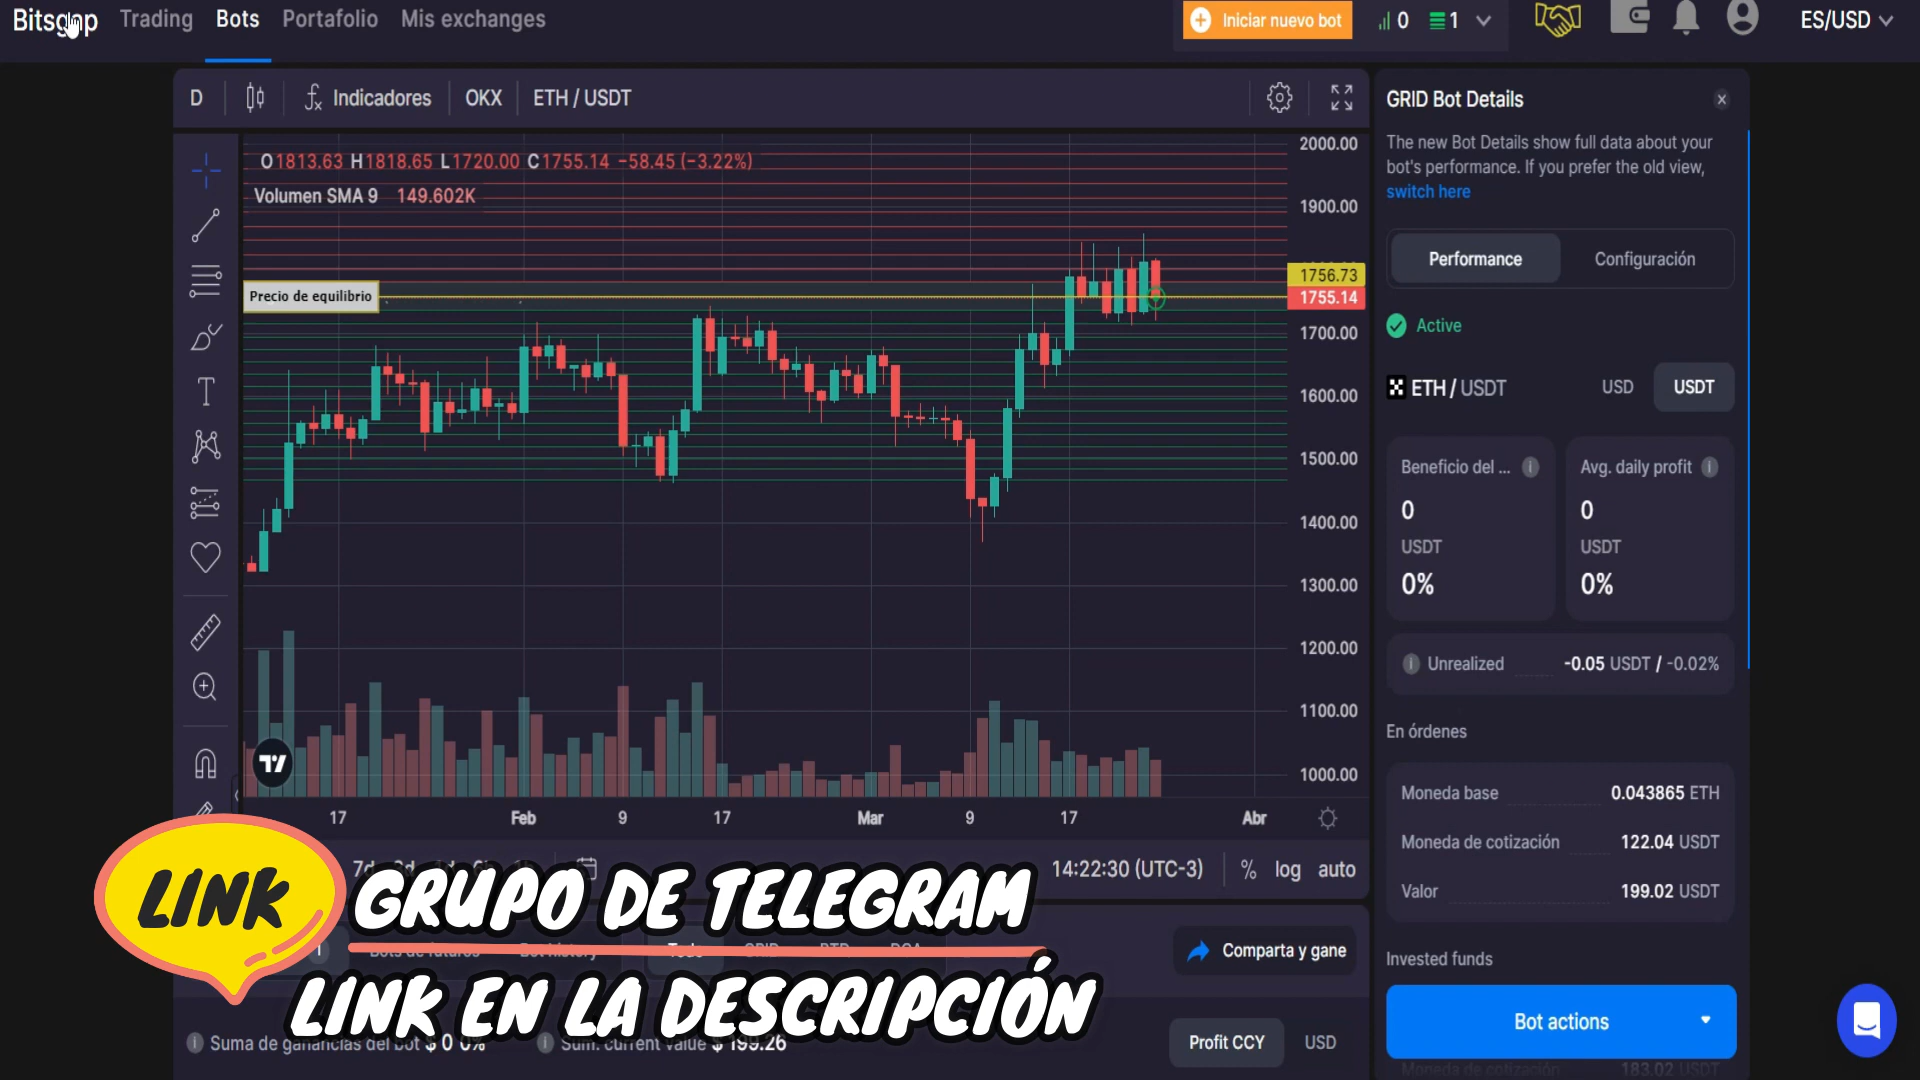 Bitsgap Trading Bots Portafolio Mis exchanges Iniciar nuevo bot 0 1 ES/USD
D Indicadores OKX ETH / USDT
O1813.63 H1818.65 L1720.00 C1755.14 −58.45 (−3.22%)
Volumen SMA 9 149.602K
Precio de equilibrio
2000.00
1900.00
1756.73
1755.14
1700.00
1600.00
1500.00
1400.00
1300.00
1200.00
1100.00
1000.00
17 Feb 9 17 Mar 9 17 Abr
14:22:30 (UTC-3) % log auto
GRID Bot Details
The new Bot Details show full data about your
bot's performance. If you prefer the old view,
switch here
Performance Configuración
Active
ETH / USDT USD USDT
Beneficio del ... Avg. daily profit
0 0
USDT USDT
0% 0%
Unrealized -0.05 USDT / -0.02%
En órdenes
Moneda base 0.043865 ETH
Moneda de cotización 122.04 USDT
Valor 199.02 USDT
Invested funds
Bot actions
Moneda de cotización 183.02 USDT
LINK GRUPO DE TELEGRAM
LINK EN LA DESCRIPCIÓN
Comparta y gane
Suma de ganancias del bot $ 0 0% Sum. current value $ 199.26
Profit CCY USD